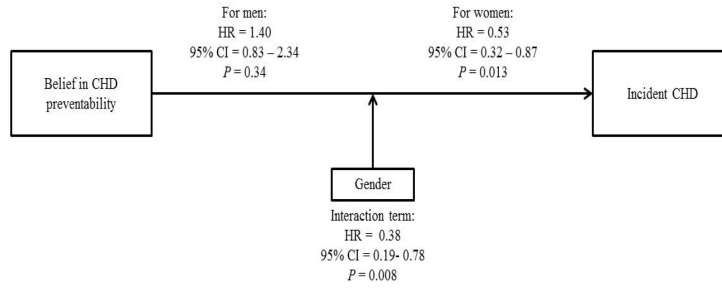 For men:
HR = 1.40
95% CI = 0.83 – 2.34
P = 0.34
For women:
HR = 0.53
95% CI = 0.32 – 0.87
P = 0.013
Belief in CHD
preventability
Incident CHD
Gender
Interaction term:
HR = 0.38
95% CI = 0.19- 0.78
P = 0.008